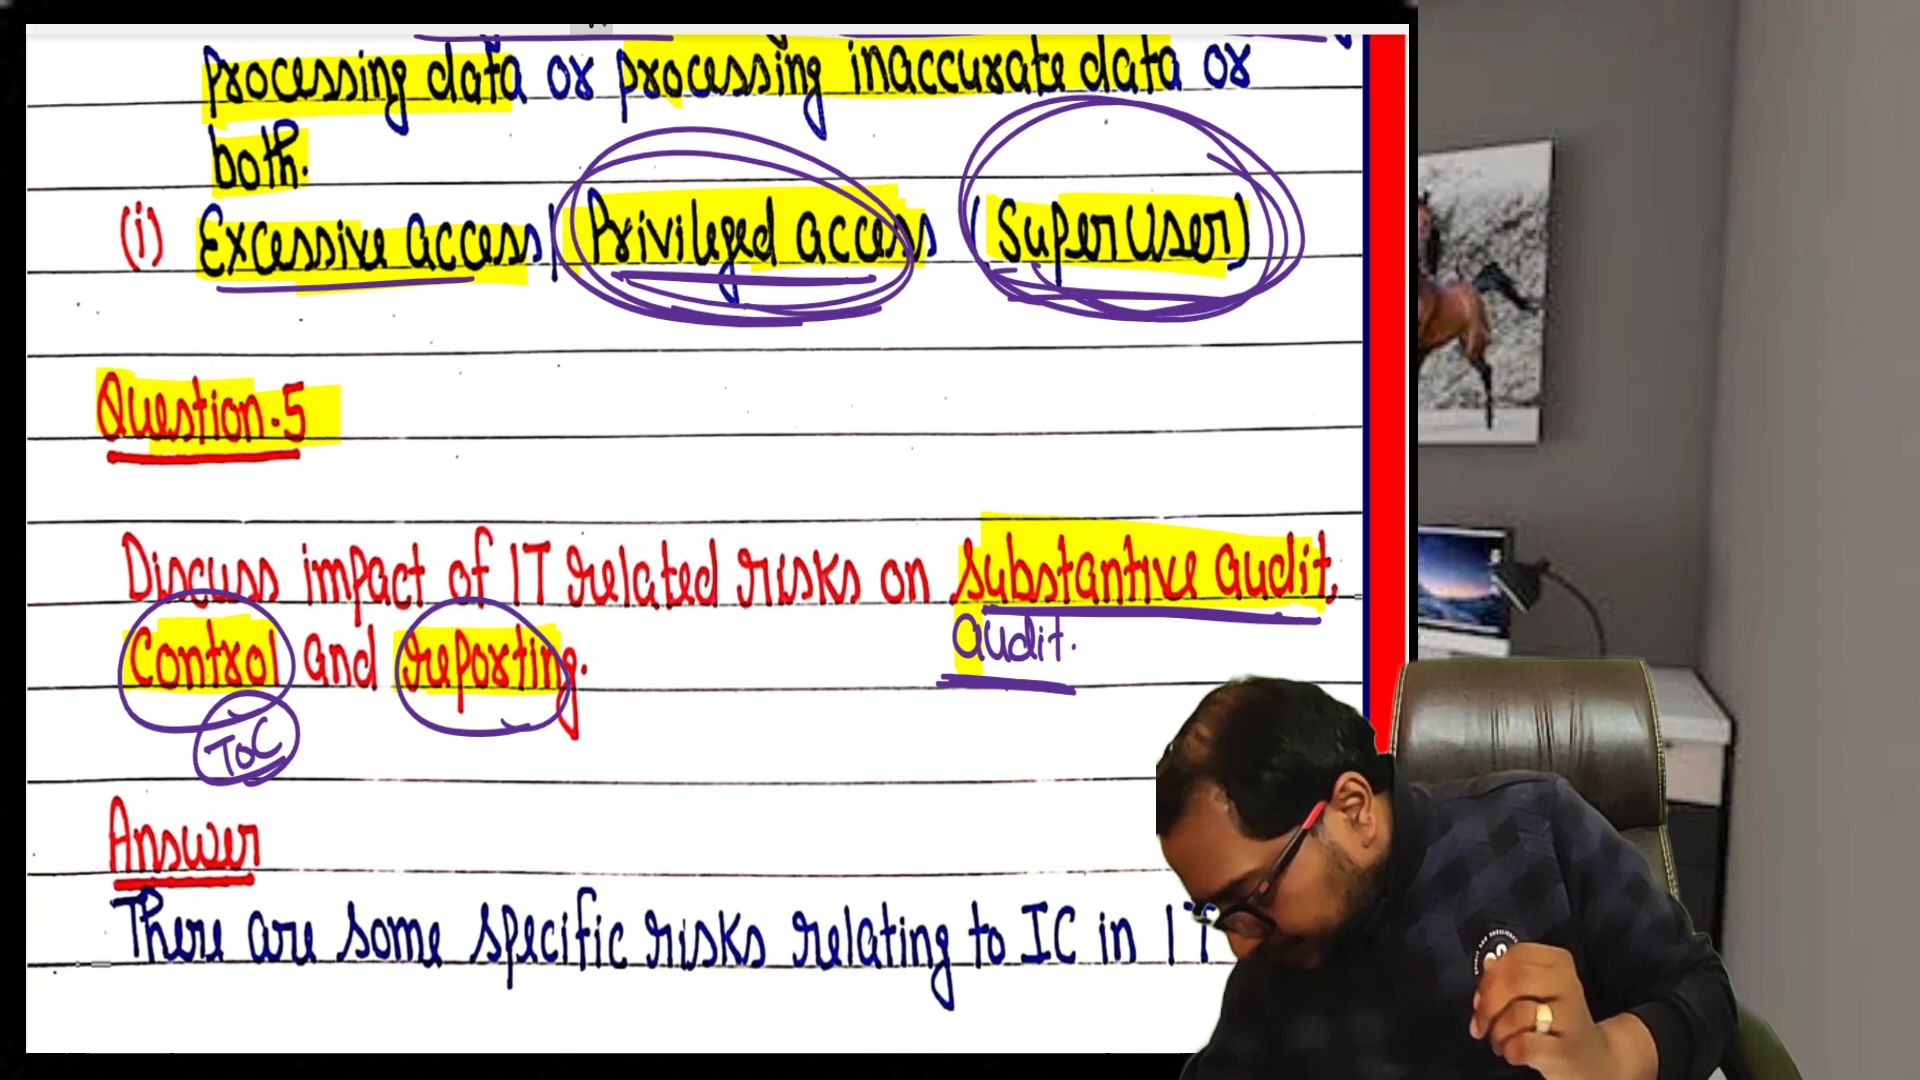 processing data or processing inaccurate data or
both.
(i) Excessive access / Privileged access (Super User)
Question.5
Discuss impact of IT related risks on substantive audit,
audit.
Control and reporting.
ToC
Answer
There are some specific risks relating to IC in IT